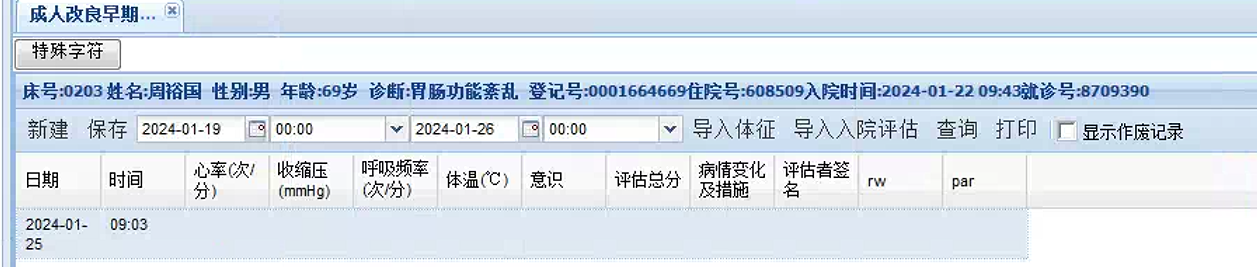 成人改良早期...
特殊字符
床号:0203 姓名:周裕国 性别:男 年龄:69岁 诊断:胃肠功能紊乱 登记号:0001664669住院号:608509入院时间:2024-01-22 09:43就诊号:8709390
新建 保存 2024-01-19 00:00 2024-01-26 00:00 导入体征 导入入院评估 查询 打印 显示作废记录
日期 时间 心率(次/分) 收缩压(mmHg) 呼吸频率(次/分) 体温(℃) 意识 评估总分 病情变化及措施 评估者签名 rw par
2024-01-25 09:03